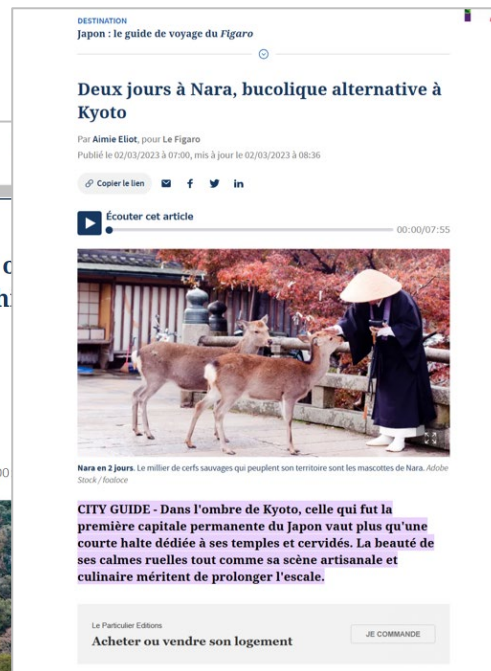 DESTINATION
Japon : le guide de voyage du Figaro
Deux jours à Nara, bucolique alternative à
Kyoto
Par Aimie Eliot, pour Le Figaro
Publié le 02/03/2023 à 07:00, mis à jour le 02/03/2023 à 08:36
Copier le lien
Écouter cet article
00:00/07:55
Nara en 2 jours. Le millier de cerfs sauvages qui peuplent son territoire sont les mascottes de Nara. Adobe
Stock / foaloce
CITY GUIDE - Dans l'ombre de Kyoto, celle qui fut la
première capitale permanente du Japon vaut plus qu'une
courte halte dédiée à ses temples et cervidés. La beauté de
ses calmes ruelles tout comme sa scène artisanale et
culinaire méritent de prolonger l'escale.
Le Particulier Editions
Acheter ou vendre son logement
JE COMMANDE